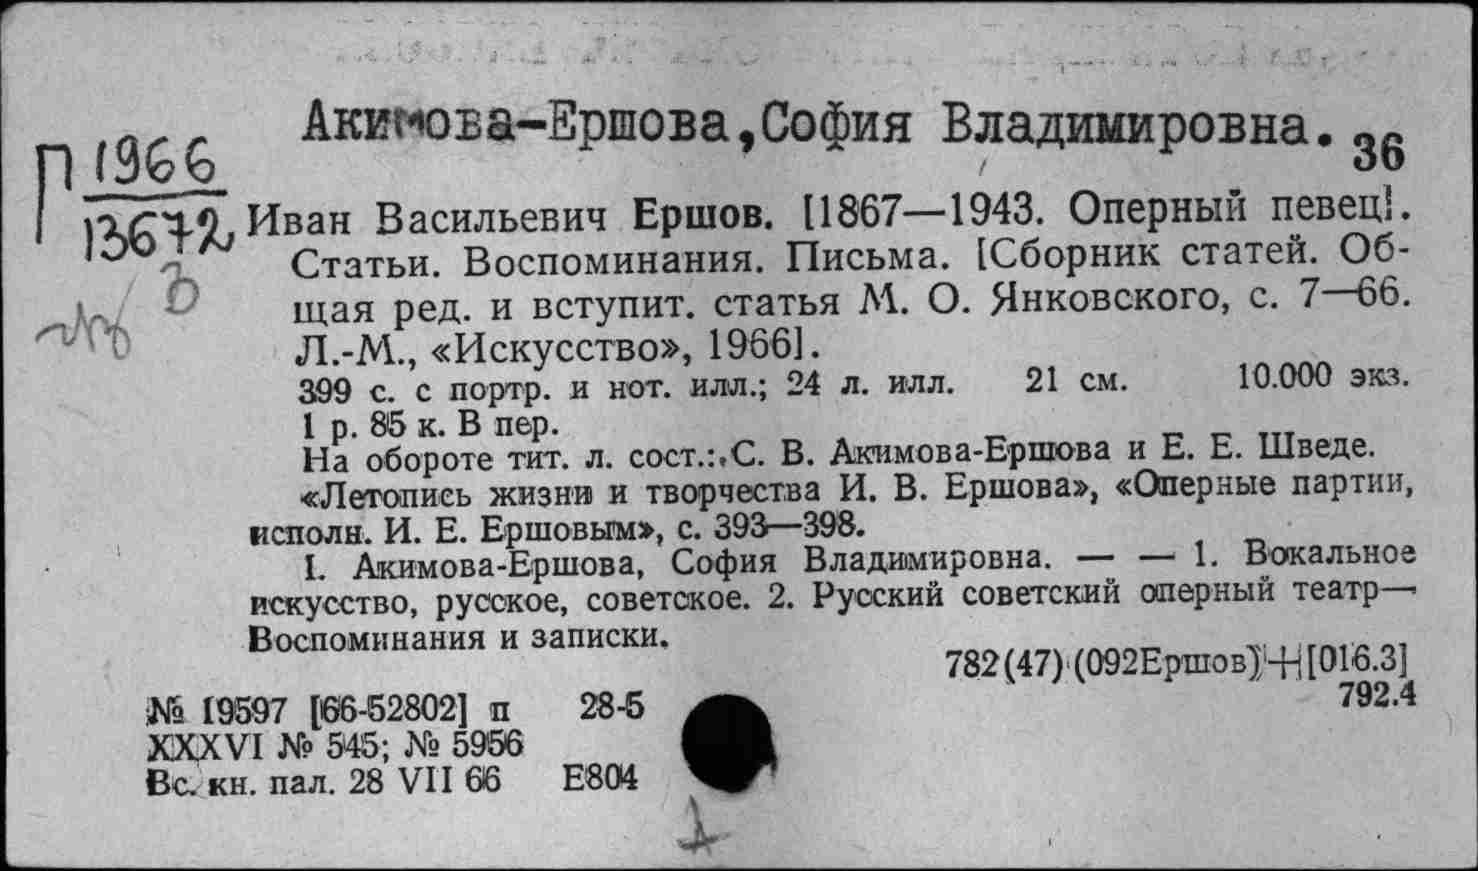 Акимова-Ершова,София Владимировна. 36
П 1966
13672
Иван Васильевич Ершов. [1867—1943. Оперный певец].
Статьи. Воспоминания. Письма. [Сборник статей. Об-
щая ред. и вступит. статья М. О. Янковского, с. 7—66.
Л.-М., «Искусство», 1966].
399 с. с портр. и нот. илл.; 24 л. илл. 21 см. 10.000 экз.
1 р. 85 к. В пер.
На обороте тит. л. сост.: С. В. Акимова-Ершова и Е. Е. Шведе.
«Летопись жизни и творчества И. В. Ершова», «Оперные партии,
исполн. И. Е. Ершовым», с. 393—398.
I. Акимова-Ершова, София Владимировна. — — 1. Вокальное
искусство, русское, советское. 2. Русский советский оперный театр—
Воспоминания и записки.
782(47)(092Ершов)+[016.3]
792.4
№ 19597 [66-52802] п 28-5
XXXVI № 545; № 5956
Вс. кн. пал. 28 VII 66 Е804